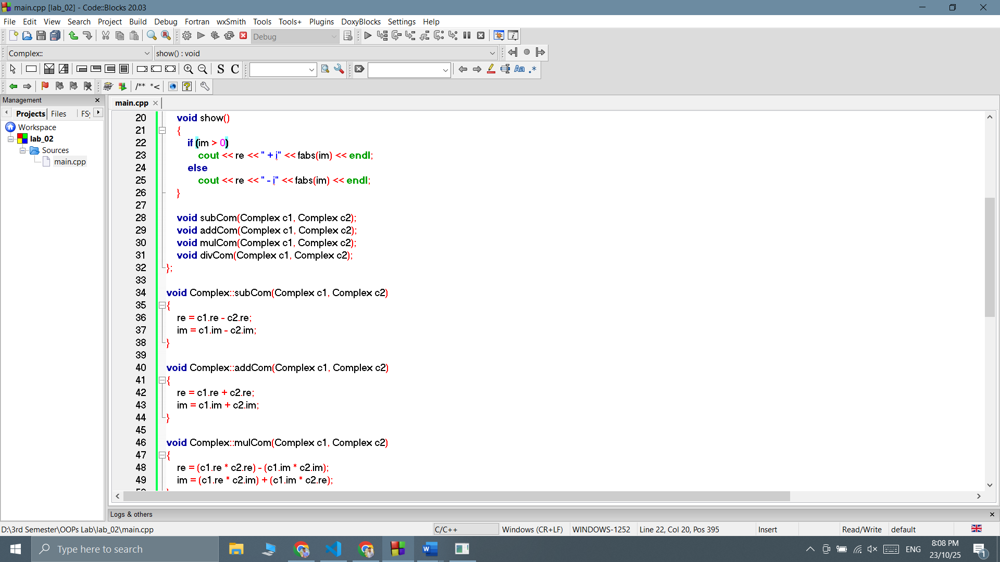 main.cpp [lab_02] - Code::Blocks 20.03
File Edit View Search Project Build Debug Fortran wxSmith Tools Tools+ Plugins DoxyBlocks Settings Help
Debug
Complex::
show() : void
S C
Aa .*
/** *<
Management
Projects Files FSy
Workspace
lab_02
Sources
main.cpp
main.cpp
20 void show()
21 {
22 if (im > 0)
23 cout << re << " + i" << fabs(im) << endl;
24 else
25 cout << re << " - i" << fabs(im) << endl;
26 }
27
28 void subCom(Complex c1, Complex c2);
29 void addCom(Complex c1, Complex c2);
30 void mulCom(Complex c1, Complex c2);
31 void divCom(Complex c1, Complex c2);
32 };
33
34 void Complex::subCom(Complex c1, Complex c2)
35 {
36 re = c1.re - c2.re;
37 im = c1.im - c2.im;
38 }
39
40 void Complex::addCom(Complex c1, Complex c2)
41 {
42 re = c1.re + c2.re;
43 im = c1.im + c2.im;
44 }
45
46 void Complex::mulCom(Complex c1, Complex c2)
47 {
48 re = (c1.re * c2.re) - (c1.im * c2.im);
49 im = (c1.re * c2.im) + (c1.im * c2.re);
Logs & others
D:\3rd Semester\OOPs Lab\lab_02\main.cpp C/C++ Windows (CR+LF) WINDOWS-1252 Line 22, Col 20, Pos 395 Insert Read/Write default
Type here to search
ENG
8:08 PM
23/10/25
1